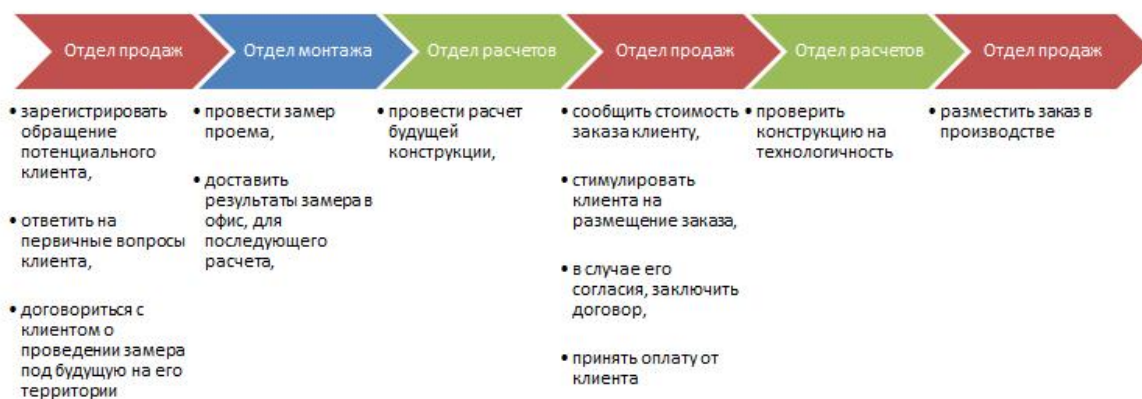 Отдел продаж
Отдел монтажа
Отдел расчетов
Отдел продаж
Отдел расчетов
Отдел продаж
• зарегистрировать
обращение
потенциального
клиента,
• ответить на
первичные вопросы
клиента,
• договориться с
клиентом о
проведении замера
под будущую на его
территории
• провести замер
проема,
• доставить
результаты замера в
офис, для
последующего
расчета,
• провести расчет
будущей
конструкции,
• сообщить стоимость
заказа клиенту,
• стимулировать
клиента на
размещение заказа,
• в случае его
согласия, заключить
договор,
• принять оплату от
клиента
• проверить
конструкцию на
технологичность
• разместить заказ в
производстве